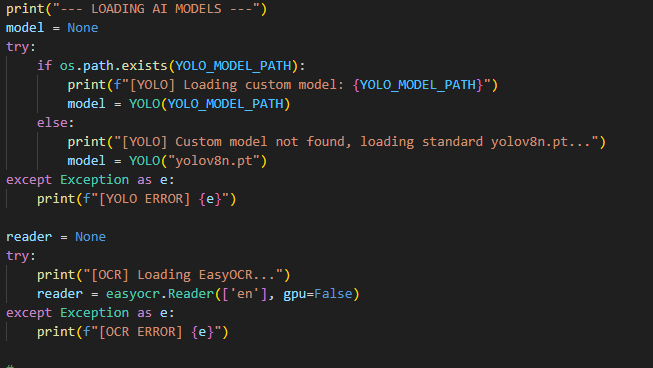 print("--- LOADING AI MODELS ---")
model = None
try:
    if os.path.exists(YOLO_MODEL_PATH):
        print(f"[YOLO] Loading custom model: {YOLO_MODEL_PATH}")
        model = YOLO(YOLO_MODEL_PATH)
    else:
        print("[YOLO] Custom model not found, loading standard yolov8n.pt...")
        model = YOLO("yolov8n.pt")
except Exception as e:
    print(f"[YOLO ERROR] {e}")

reader = None
try:
    print("[OCR] Loading EasyOCR...")
    reader = easyocr.Reader(['en'], gpu=False)
except Exception as e:
    print(f"[OCR ERROR] {e}")